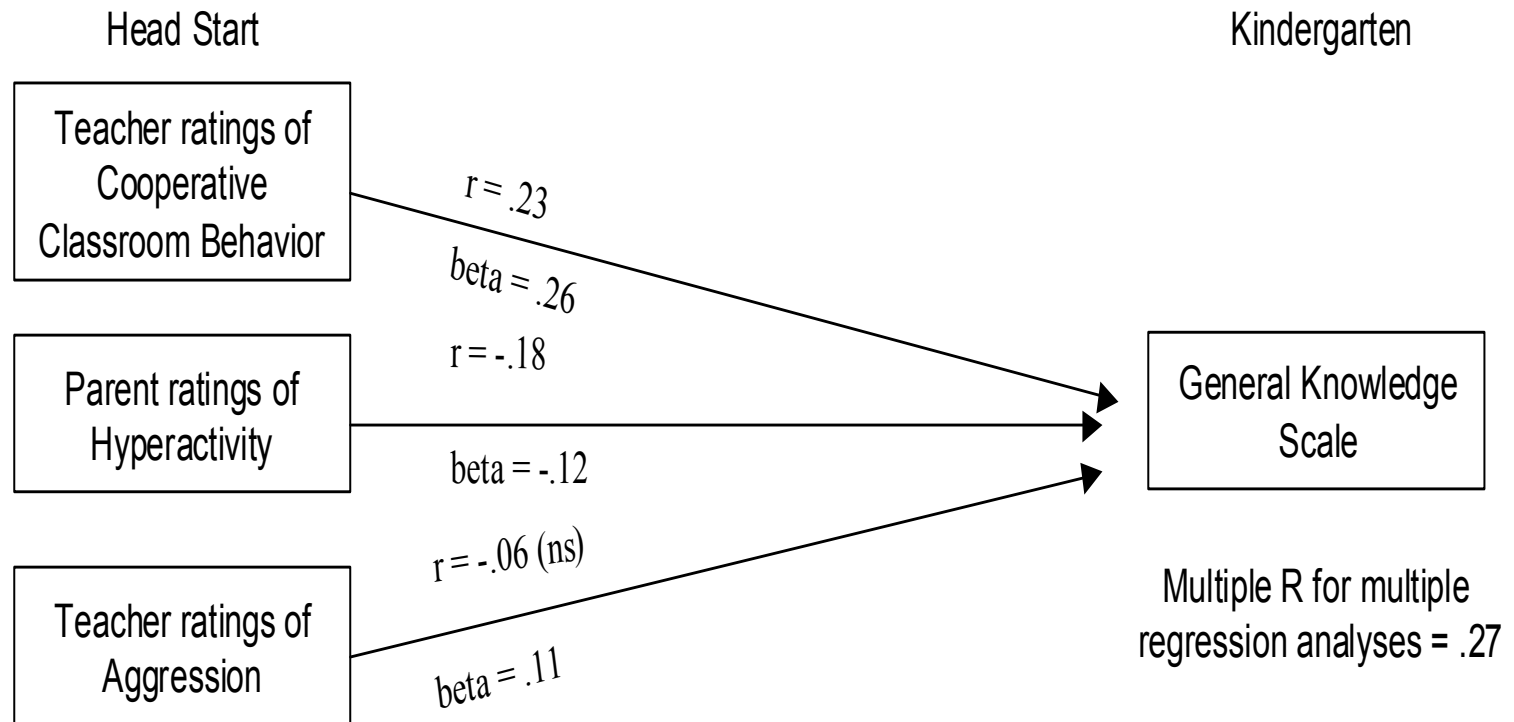 Head Start
Kindergarten
Teacher ratings of
Cooperative
Classroom Behavior
r = .23
beta = .26
Parent ratings of
Hyperactivity
r = -.18
beta = -.12
General Knowledge
Scale
Teacher ratings of
Aggression
r = -.06 (ns)
beta = .11
Multiple R for multiple
regression analyses = .27